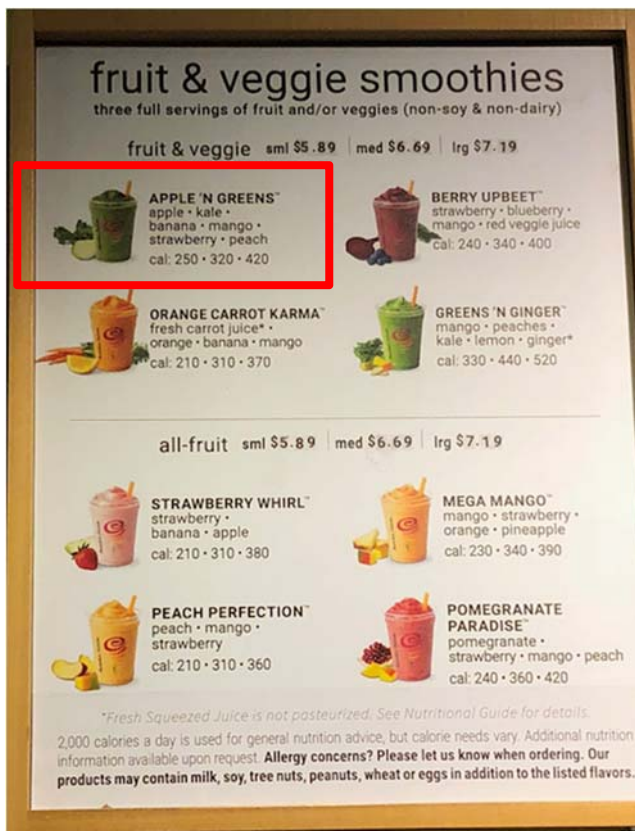 fruit & veggie smoothies
three full servings of fruit and/or veggies (non-soy & non-dairy)
fruit & veggie sml $5.89 | med $6.69 | lrg $7.19
APPLE 'N GREENS™
apple • kale •
banana • mango •
strawberry • peach
cal: 250 • 320 • 420
BERRY UPBEET™
strawberry • blueberry •
mango • red veggie juice
cal: 240 • 340 • 400
ORANGE CARROT KARMA™
fresh carrot juice* •
orange • banana • mango
cal: 210 • 310 • 370
GREENS 'N GINGER™
mango • peaches •
kale • lemon • ginger*
cal: 330 • 440 • 520
all-fruit sml $5.89 | med $6.69 | lrg $7.19
STRAWBERRY WHIRL™
strawberry •
banana • apple
cal: 210 • 310 • 380
MEGA MANGO™
mango • strawberry •
orange • pineapple
cal: 230 • 340 • 390
PEACH PERFECTION™
peach • mango •
strawberry
cal: 210 • 310 • 360
POMEGRANATE
PARADISE™
pomegranate •
strawberry • mango • peach
cal: 240 • 360 • 420
*Fresh Squeezed Juice is not pasteurized. See Nutritional Guide for details.
2,000 calories a day is used for general nutrition advice, but calorie needs vary. Additional nutrition
information available upon request. Allergy concerns? Please let us know when ordering. Our
products may contain milk, soy, tree nuts, peanuts, wheat or eggs in addition to the listed flavors.